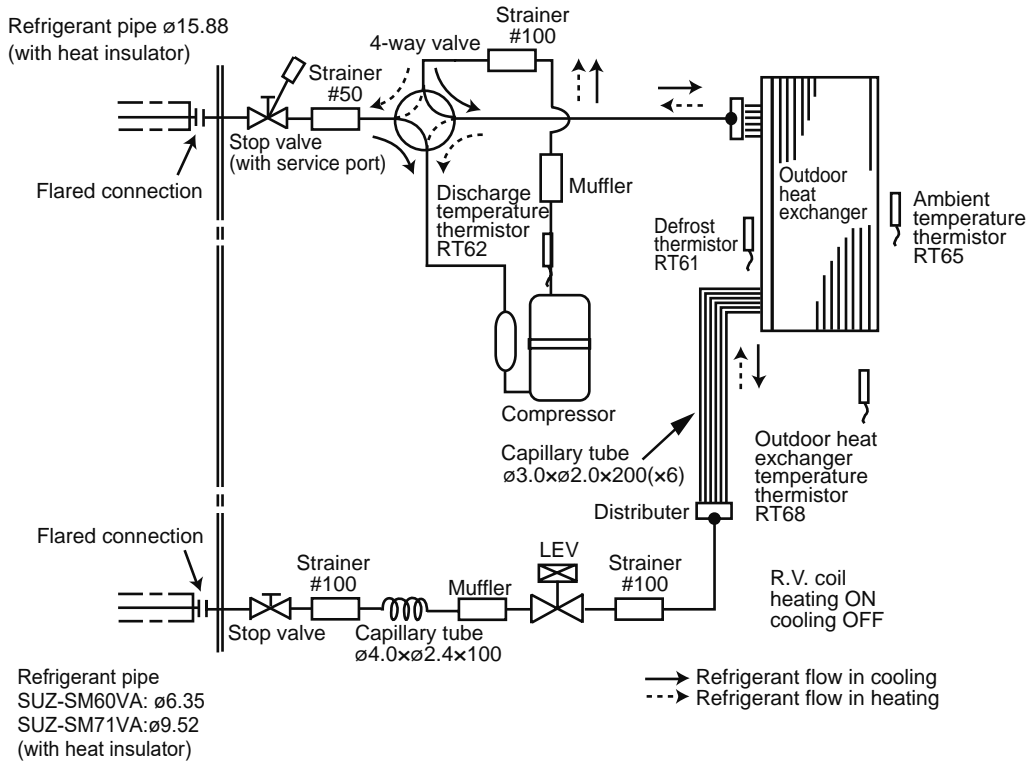 Refrigerant pipe ø15.88
(with heat insulator)
Strainer
#100
4-way valve
Strainer
#50
Stop valve
(with service port)
Flared connection
Muffler
Discharge
temperature
thermistor
RT62
Outdoor
heat
exchanger
Defrost
thermistor
RT61
Ambient
temperature
thermistor
RT65
Compressor
Capillary tube
ø3.0×ø2.0×200(×6)
Outdoor heat
exchanger
temperature
thermistor
RT68
Distributer
Flared connection
Strainer
#100
Muffler
LEV
Strainer
#100
Stop valve
Capillary tube
ø4.0×ø2.4×100
R.V. coil
heating ON
cooling OFF
Refrigerant pipe
SUZ-SM60VA: ø6.35
SUZ-SM71VA:ø9.52
(with heat insulator)
Refrigerant flow in cooling
Refrigerant flow in heating